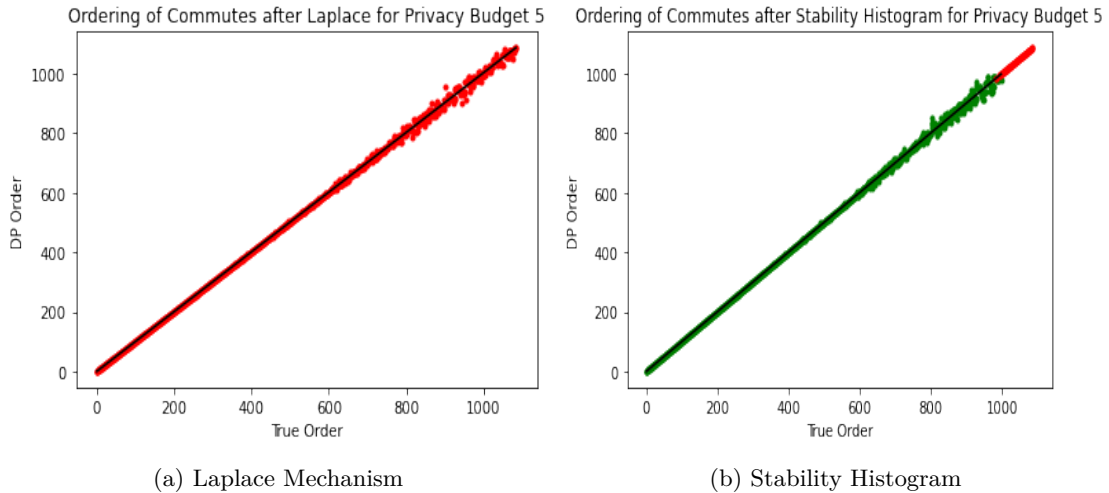 Ordering of Commutes after Laplace for Privacy Budget 5
DP Order
1000
800
600
400
200
0
0 200 400 600 800 1000
True Order
(a) Laplace Mechanism
Ordering of Commutes after Stability Histogram for Privacy Budget 5
DP Order
1000
800
600
400
200
0
0 200 400 600 800 1000
True Order
(b) Stability Histogram